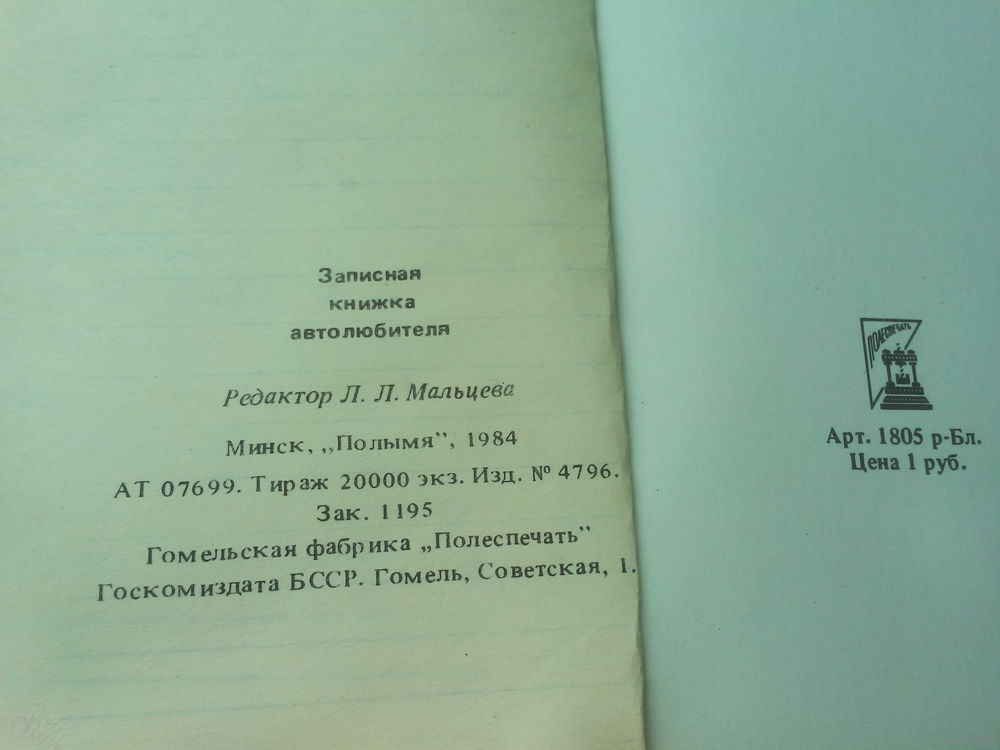 Записная
книжка
автолюбителя
Редактор Л. Л. Мальцева
Минск, „Полымя”, 1984
АТ 07699. Тираж 20000 экз. Изд. № 4796.
Зак. 1195
Гомельская фабрика „Полеспечать”
Госкомиздата БССР. Гомель, Советская, 1.
ПОЛЕСПЕЧАТЬ
Арт. 1805 р-Бл.
Цена 1 руб.